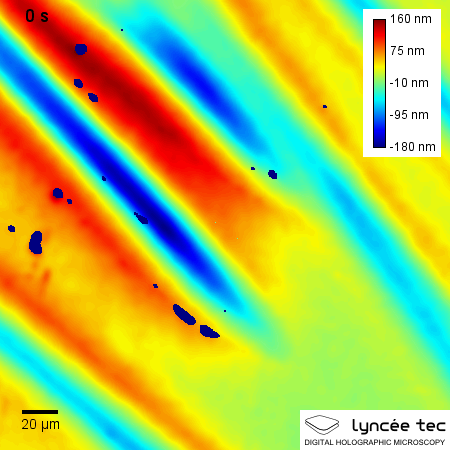 0 s
160 nm
75 nm
-10 nm
-95 nm
-180 nm
20 µm
lyncée tec
DIGITAL HOLOGRAPHIC MICROSCOPY